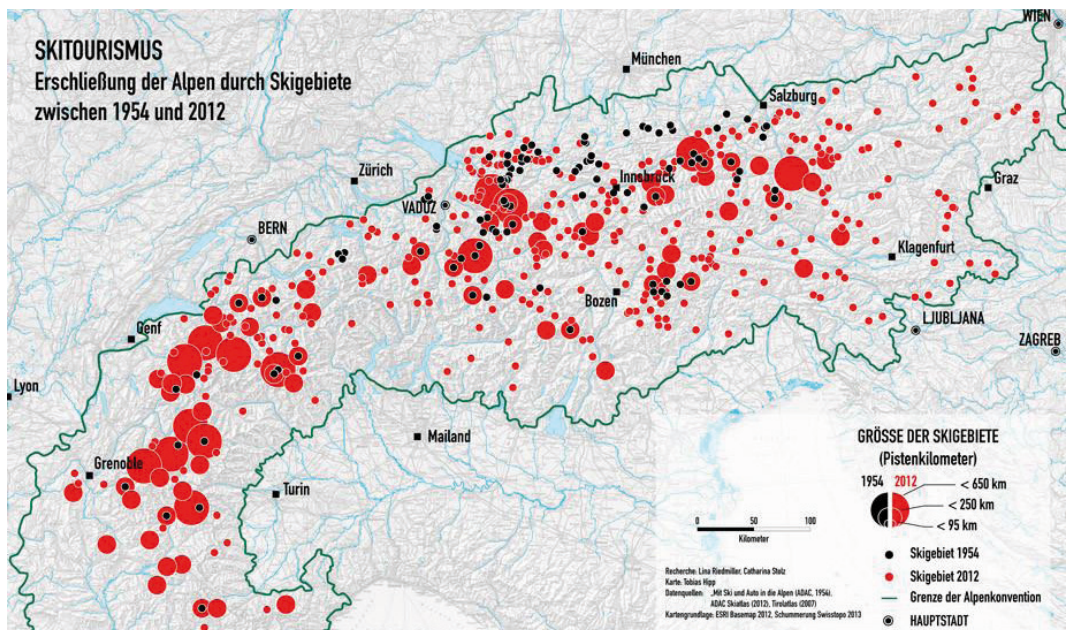 SKITOURISMUS
Erschließung der Alpen durch Skigebiete
zwischen 1954 und 2012
WIEN
München
Salzburg
Zürich
Innsbruck
Graz
VADUZ
BERN
Klagenfurt
Bozen
Genf
LJUBLJANA
ZAGREB
Lyon
Mailand
Grenoble
Turin
GRÖSSE DER SKIGEBIETE
(Pistenkilometer)
1954 2012
< 650 km
< 250 km
< 95 km
0 50 100
Kilometer
Skigebiet 1954
Skigebiet 2012
Grenze der Alpenkonvention
HAUPTSTADT
Recherche: Lina Riedmiller, Catharina Stolz
Karte: Tobias Hipp
Datenquellen: „Mit Ski und Auto in die Alpen (ADAC, 1954),
ADAC Skiatlas (2012), Tirolatlas (2007)
Kartengrundlage: ESRI Basemap 2012, Schummerung Swisstopo 2013